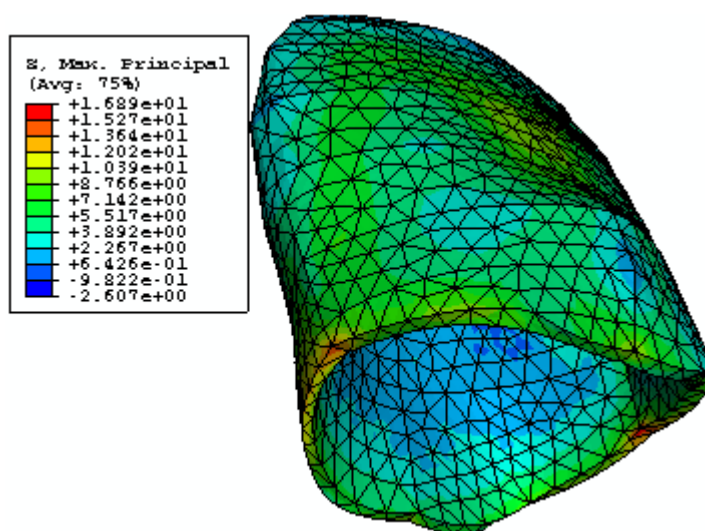 S, Max. Principal
(Avg: 75%)
+1.689e+01
+1.527e+01
+1.364e+01
+1.202e+01
+1.039e+01
+8.766e+00
+7.142e+00
+5.517e+00
+3.892e+00
+2.267e+00
+6.426e-01
-9.822e-01
-2.607e+00